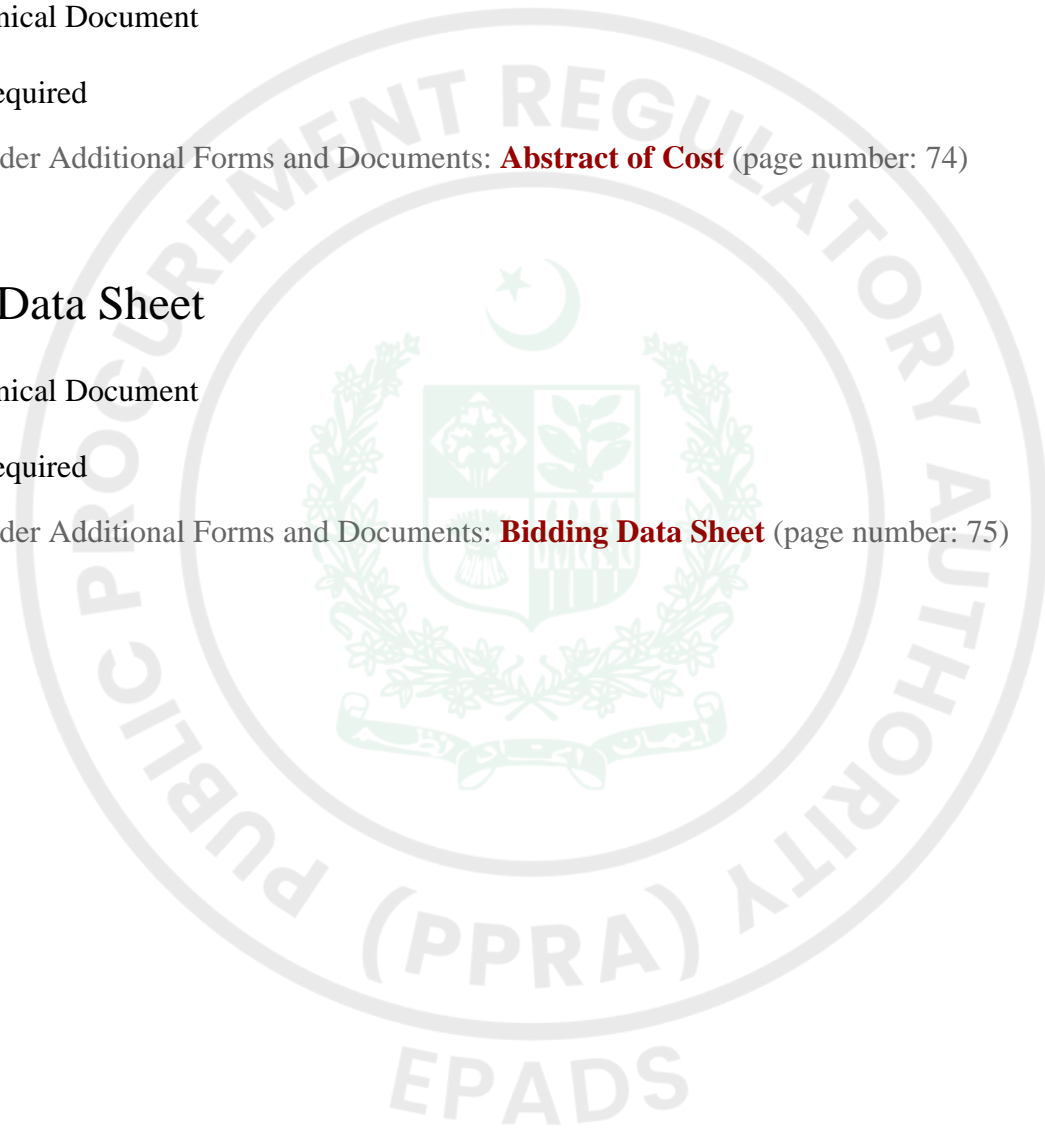 nical Document
equired
der Additional Forms and Documents: Abstract of Cost (page number: 74)
Data Sheet
nical Document
equired
der Additional Forms and Documents: Bidding Data Sheet (page number: 75)
PUBLIC PROCUREMENT REGULATORY AUTHORITY
(PPRA)
EPADS